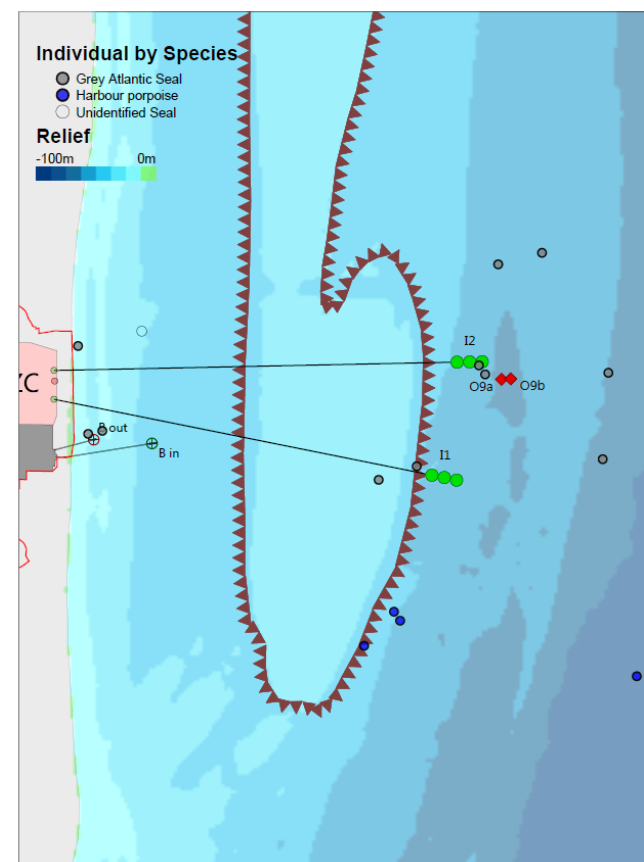 Individual by Species
Grey Atlantic Seal
Harbour porpoise
Unidentified Seal
Relief
-100m 0m
I2
O9a O9b
out
B in
I1